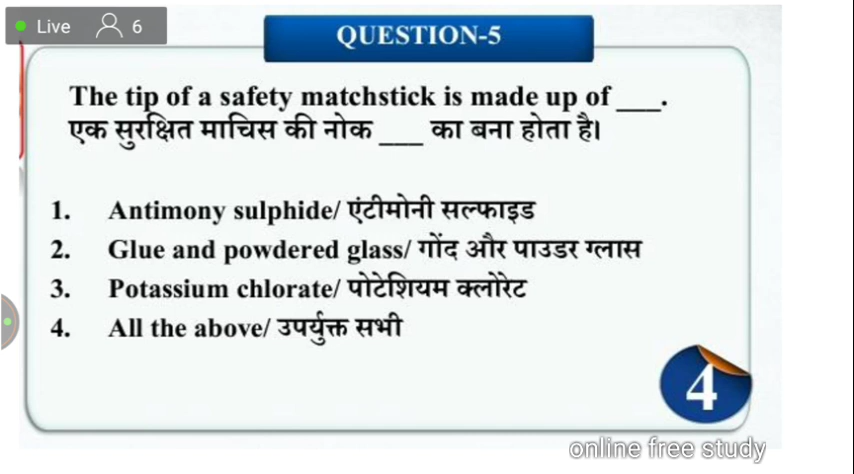 Live 6
QUESTION-5
The tip of a safety matchstick is made up of ___.
एक सुरक्षित माचिस की नोक ___ का बना होता है।
1. Antimony sulphide/ एंटीमोनी सल्फाइड
2. Glue and powdered glass/ गोंद और पाउडर ग्लास
3. Potassium chlorate/ पोटेशियम क्लोरेट
4. All the above/ उपर्युक्त सभी
4
online free study